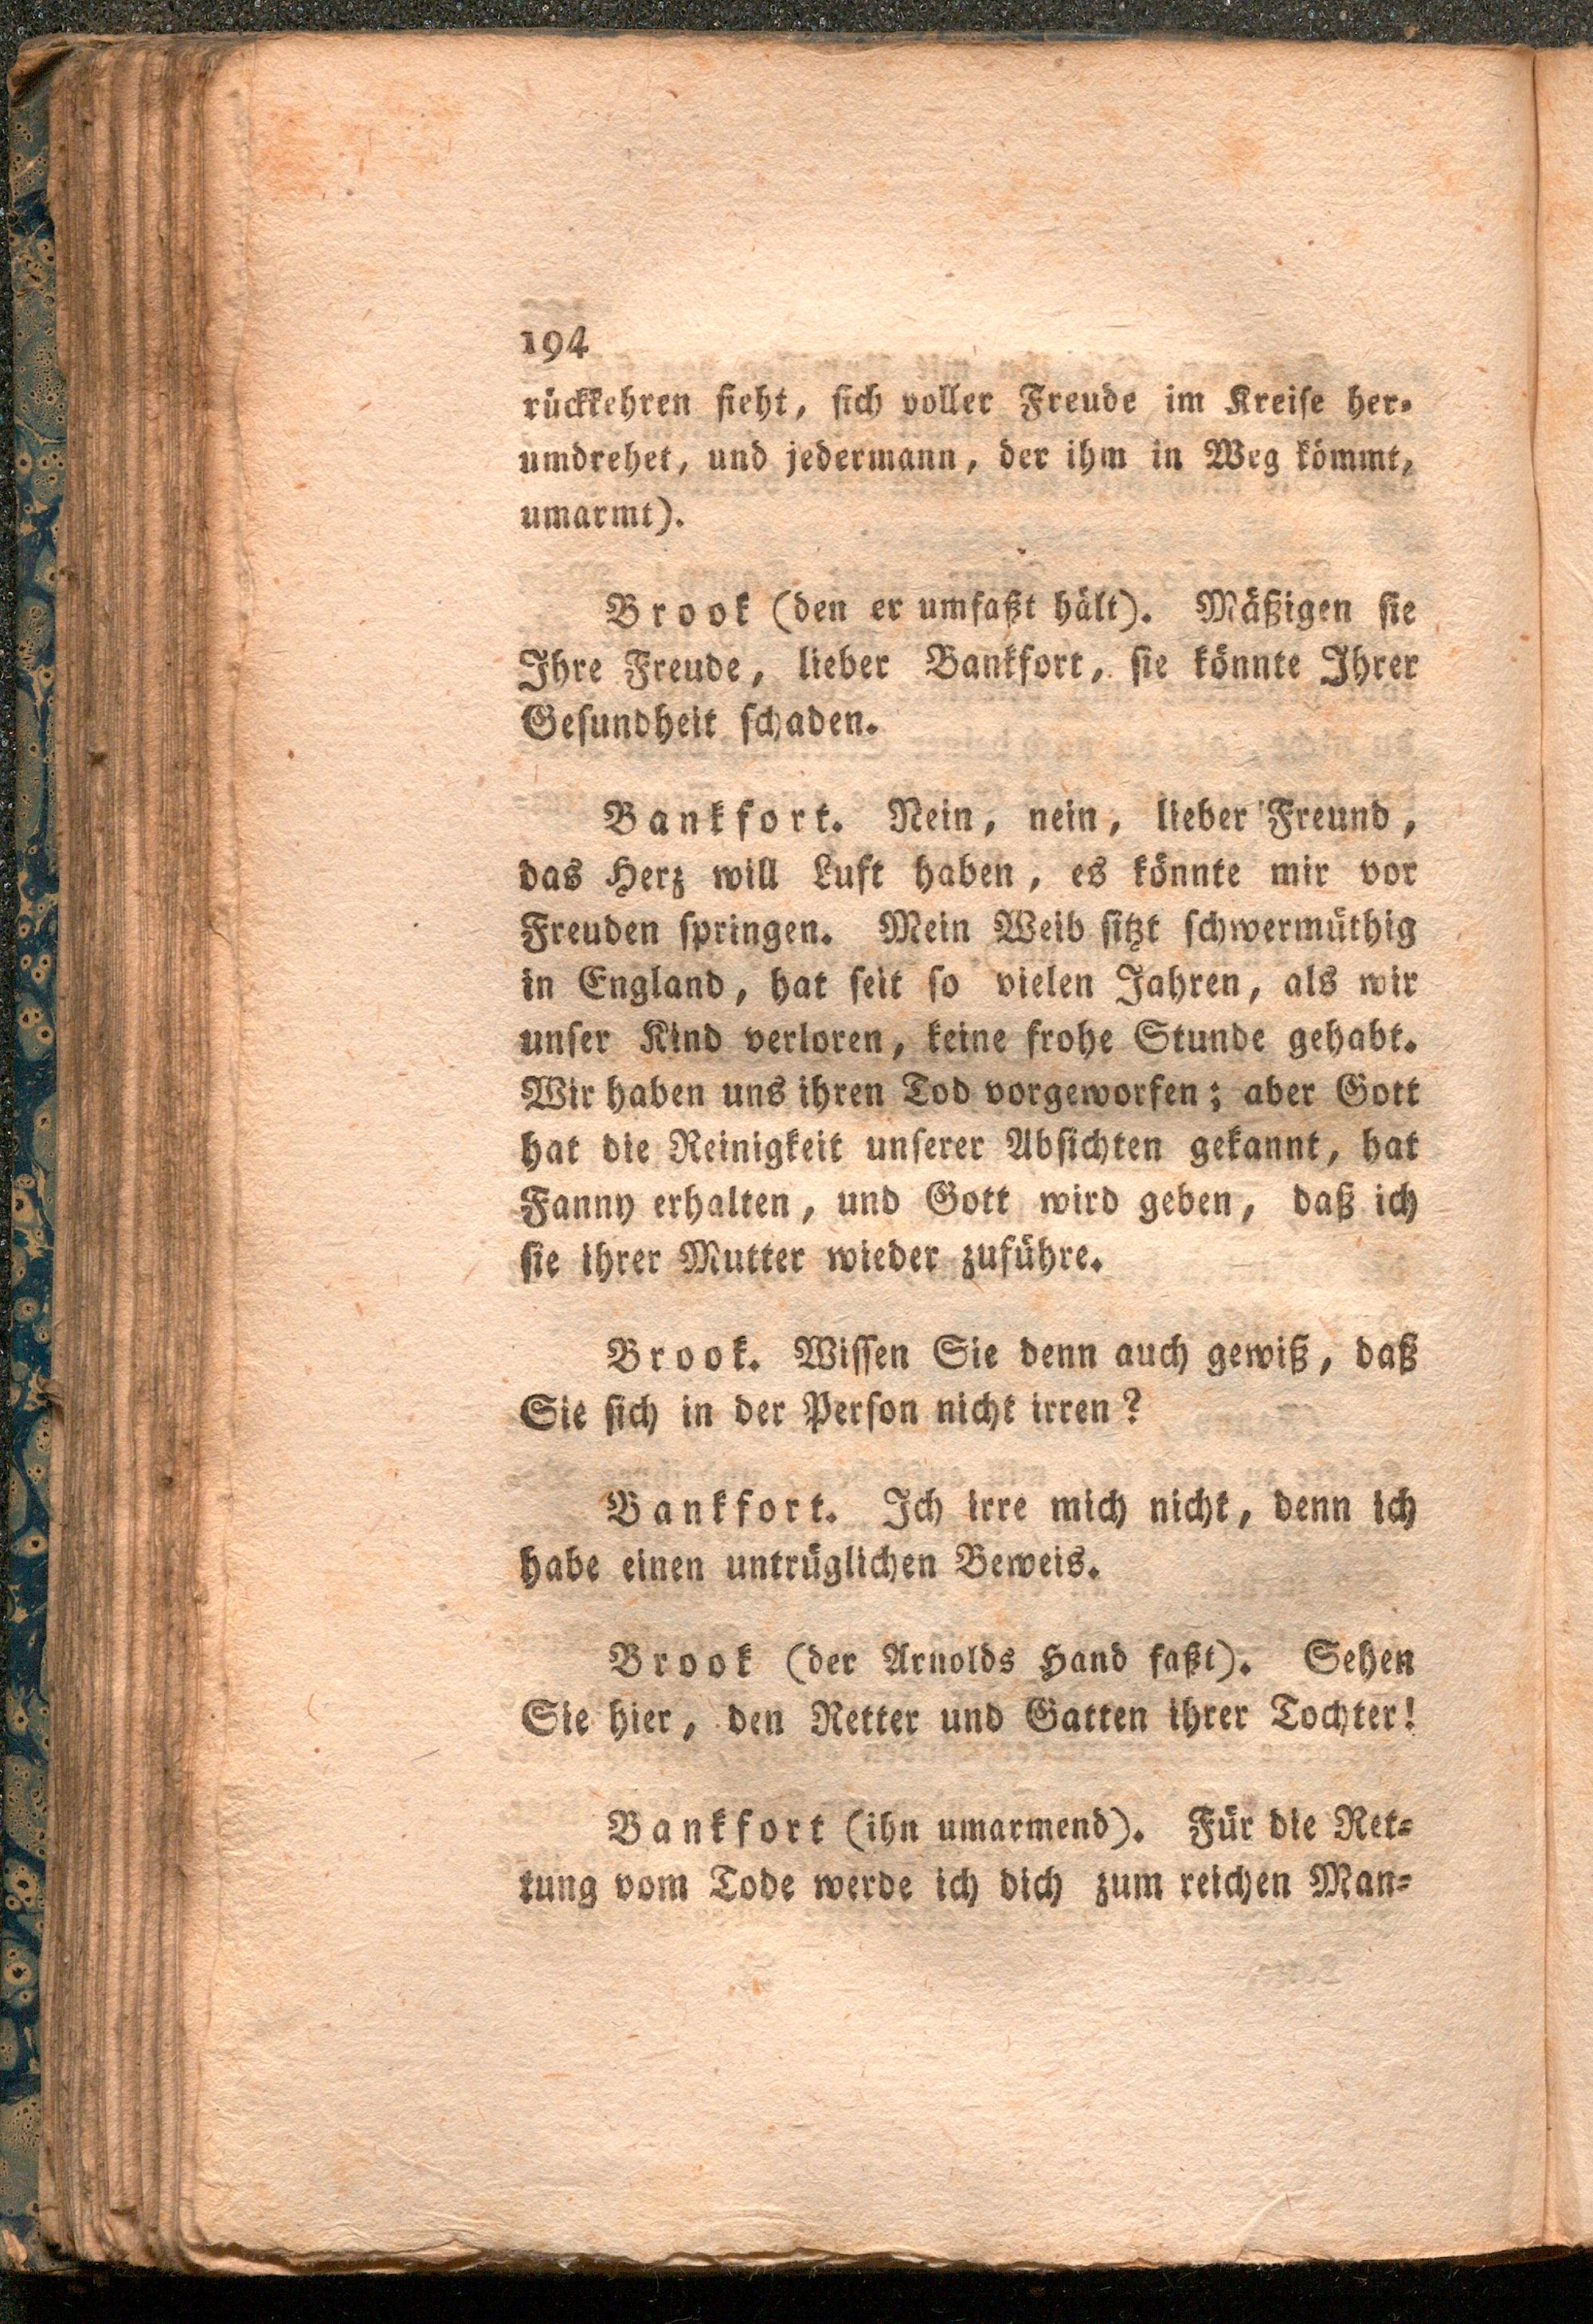 194
rückkehren sieht, sich voller Freude im Kreise her-
umdrehet, und jedermann, der ihm in Weg kömmt,
umarmt).
Brook (den er umfaßt hält). Mäßigen sie
Ihre Freude, lieber Bankfort, sie könnte Ihrer
Gesundheit schaden.
Bankfort. Nein, nein, lieber Freund,
das Herz will Luft haben, es könnte mir vor
Freuden springen. Mein Weib sitzt schwermüthig
in England, hat seit so vielen Jahren, als wir
unser Kind verloren, keine frohe Stunde gehabt.
Wir haben uns ihren Tod vorgeworfen; aber Gott
hat die Reinigkeit unserer Absichten gekannt, hat
Fanny erhalten, und Gott wird geben, daß ich
sie ihrer Mutter wieder zuführe.
Brook. Wissen Sie denn auch gewiß, daß
Sie sich in der Person nicht irren?
Bankfort. Ich irre mich nicht, denn ich
habe einen untrüglichen Beweis.
Brook (der Arnolds Hand faßt). Sehen
Sie hier, den Retter und Gatten ihrer Tochter!
Bankfort (ihn umarmend). Für die Ret-
tung vom Tode werde ich dich zum reichen Man-